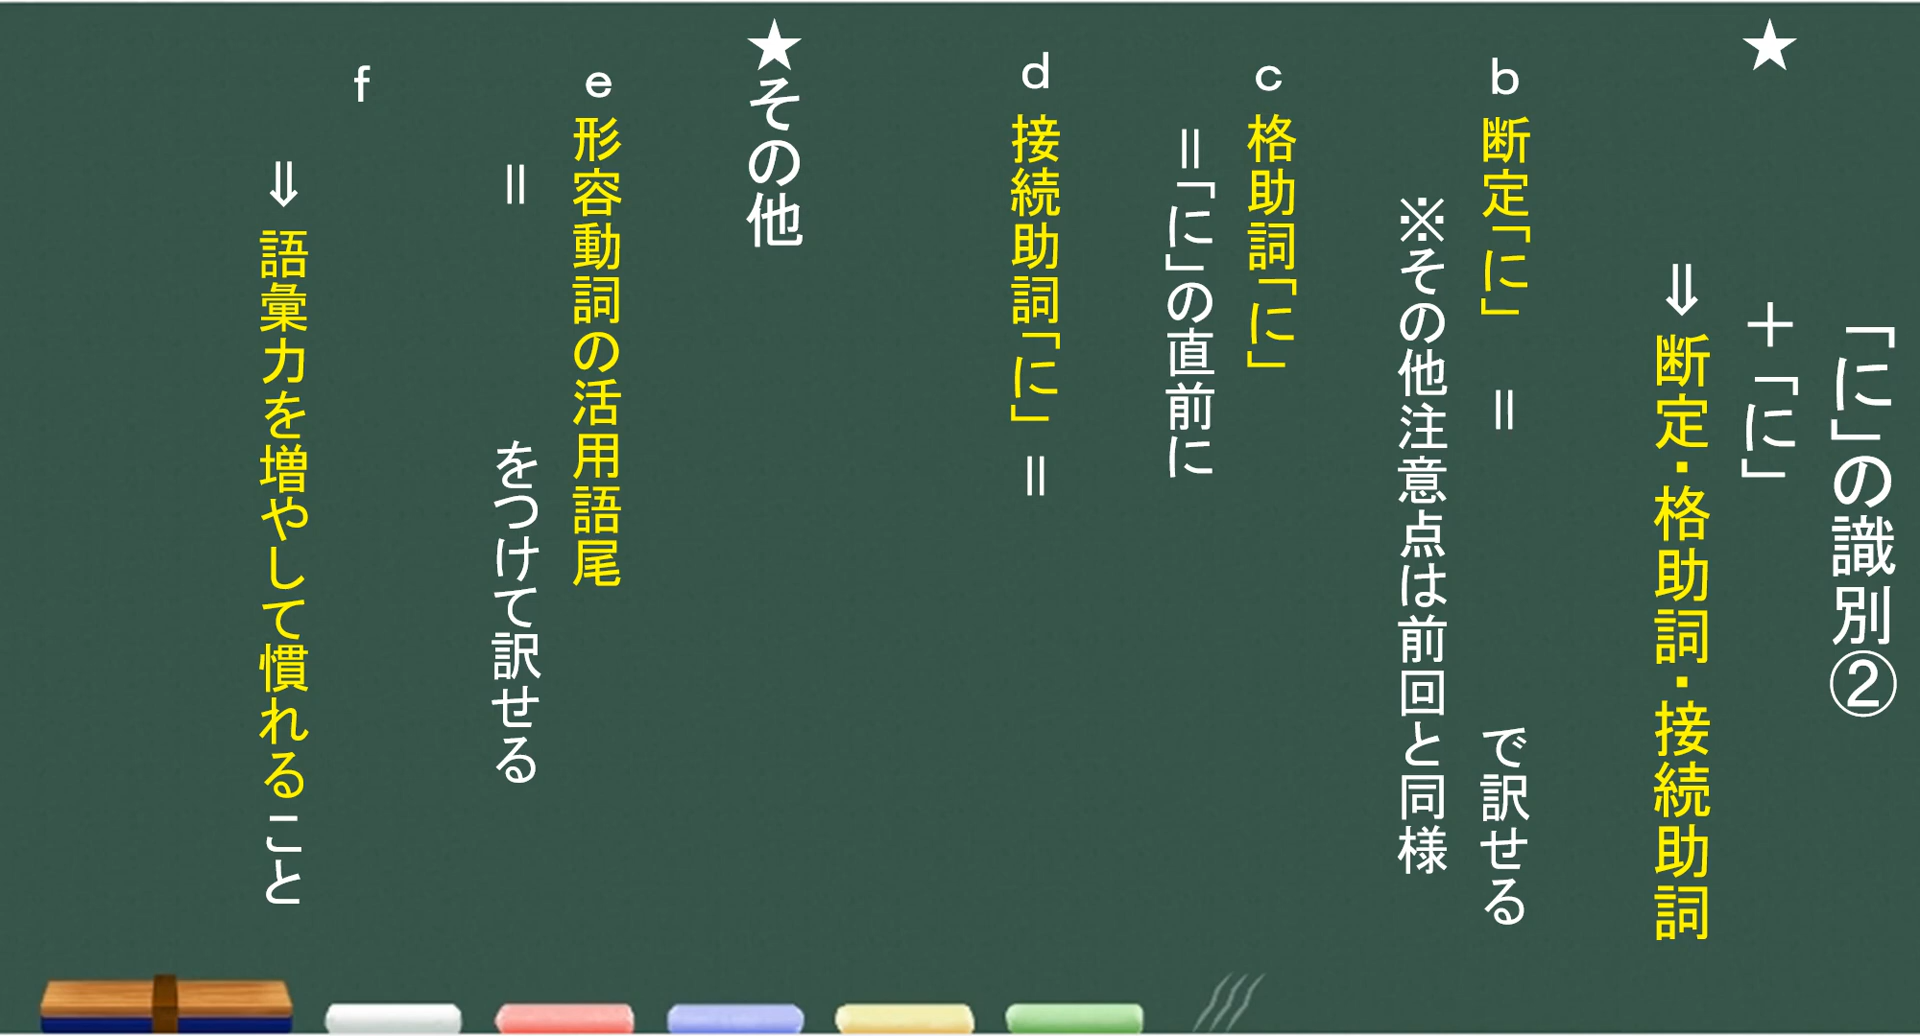 「に」の識別②
★　＋「に」
⇓断定・格助詞・接続助詞
b 断定「に」　＝　で訳せる
※その他注意点は前回と同様
c 格助詞「に」
＝「に」の直前に
d 接続助詞「に」＝
★その他
e 形容動詞の活用語尾
＝　をつけて訳せる
f
⇓ 語彙力を増やして慣れること